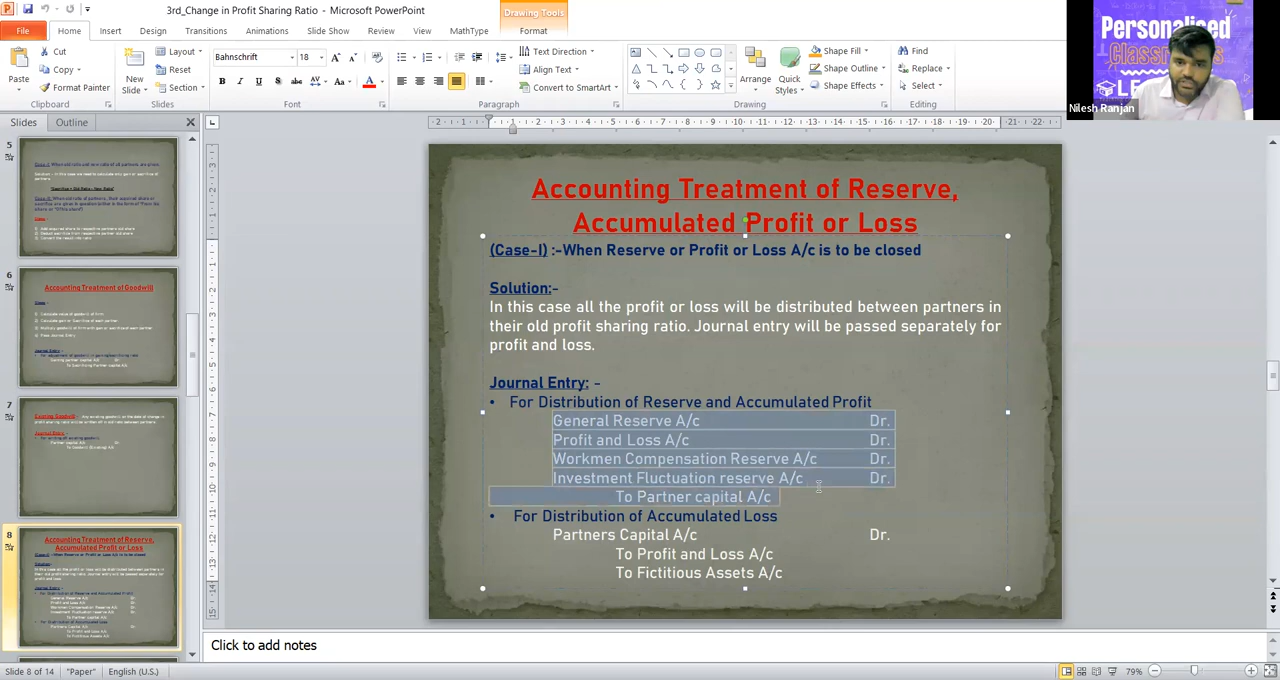 3rd_Change in Profit Sharing Ratio - Microsoft PowerPoint
Drawing Tools
File Home Insert Design Transitions Animations Slide Show Review View MathType Format
Paste
Cut
Copy
Format Painter
Clipboard
New Slide
Layout
Reset
Section
Slides
Bahnschrift 18
B I U S abc AV Aa A
Font
Text Direction
Align Text
Convert to SmartArt
Paragraph
Arrange
Quick Styles
Shape Fill
Shape Outline
Shape Effects
Drawing
Find
Replace
Select
Editing
Personalised
Nilesh Ranjan
Slides Outline
5
6
Accounting Treatment of Goodwill
7
8
Accounting Treatment of Reserve,
Accumulated Profit or Loss
Accounting Treatment of Reserve,
Accumulated Profit or Loss
(Case-I) :-When Reserve or Profit or Loss A/c is to be closed
Solution:-
In this case all the profit or loss will be distributed between partners in
their old profit sharing ratio. Journal entry will be passed separately for
profit and loss.
Journal Entry: -
• For Distribution of Reserve and Accumulated Profit
General Reserve A/c Dr.
Profit and Loss A/c Dr.
Workmen Compensation Reserve A/c Dr.
Investment Fluctuation reserve A/c Dr.
To Partner capital A/c
• For Distribution of Accumulated Loss
Partners Capital A/c Dr.
To Profit and Loss A/c
To Fictitious Assets A/c
Click to add notes
Slide 8 of 14 "Paper" English (U.S.) 79%